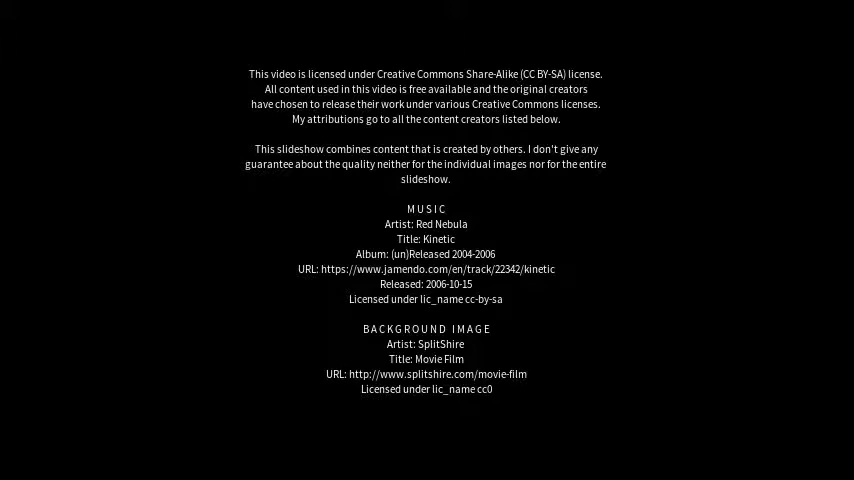 This video is licensed under Creative Commons Share-Alike (CC BY-SA) license.
All content used in this video is free available and the original creators
have chosen to release their work under various Creative Commons licenses.
My attributions go to all the content creators listed below.
This slideshow combines content that is created by others. I don't give any
guarantee about the quality neither for the individual images nor for the entire
slideshow.
MUSIC
Artist: Red Nebula
Title: Kinetic
Album: (un)Released 2004-2006
URL: https://www.jamendo.com/en/track/22342/kinetic
Released: 2006-10-15
Licensed under lic_name cc-by-sa
BACKGROUND IMAGE
Artist: SplitShire
Title: Movie Film
URL: http://www.splitshire.com/movie-film
Licensed under lic_name cc0